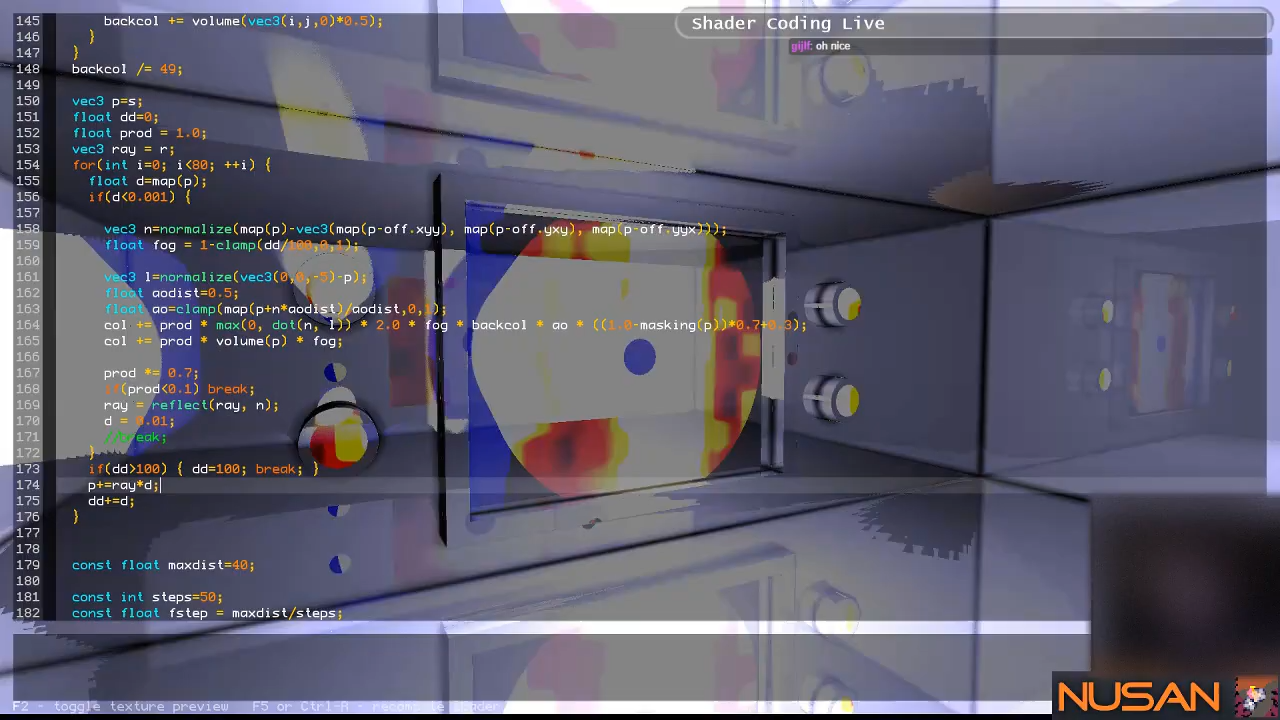 Shader Coding Live
gijlf: oh nice
145 backcol += volume(vec3(i,j,0)*0.5);
146 }
147 }
148 backcol /= 49;
149
150 vec3 p=s;
151 float dd=0;
152 float prod = 1.0;
153 vec3 ray = r;
154 for(int i=0; i<80; ++i) {
155 float d=map(p);
156 if(d<0.001) {
157
158 vec3 n=normalize(map(p)-vec3(map(p-off.xyy), map(p-off.yxy), map(p-off.yyx)));
159 float fog = 1-clamp(dd/100,0,1);
160
161 vec3 l=normalize(vec3(0,0,-5)-p);
162 float aodist=0.5;
163 float ao=clamp(map(p+n*aodist)/aodist,0,1);
164 col += prod * max(0, dot(n, l)) * 2.0 * fog * backcol * ao * ((1.0-masking(p))*0.7+0.3);
165 col += prod * volume(p) * fog;
166
167 prod *= 0.7;
168 if(prod<0.1) break;
169 ray = reflect(ray, n);
170 d = 0.01;
171 //break;
172 }
173 if(dd>100) { dd=100; break; }
174 p+=ray*d;
175 dd+=d;
176 }
177
178
179 const float maxdist=40;
180
181 const int steps=50;
182 const float fstep = maxdist/steps;
F2 - toggle texture preview F5 or Ctrl-R - recompile shader
NUSAN